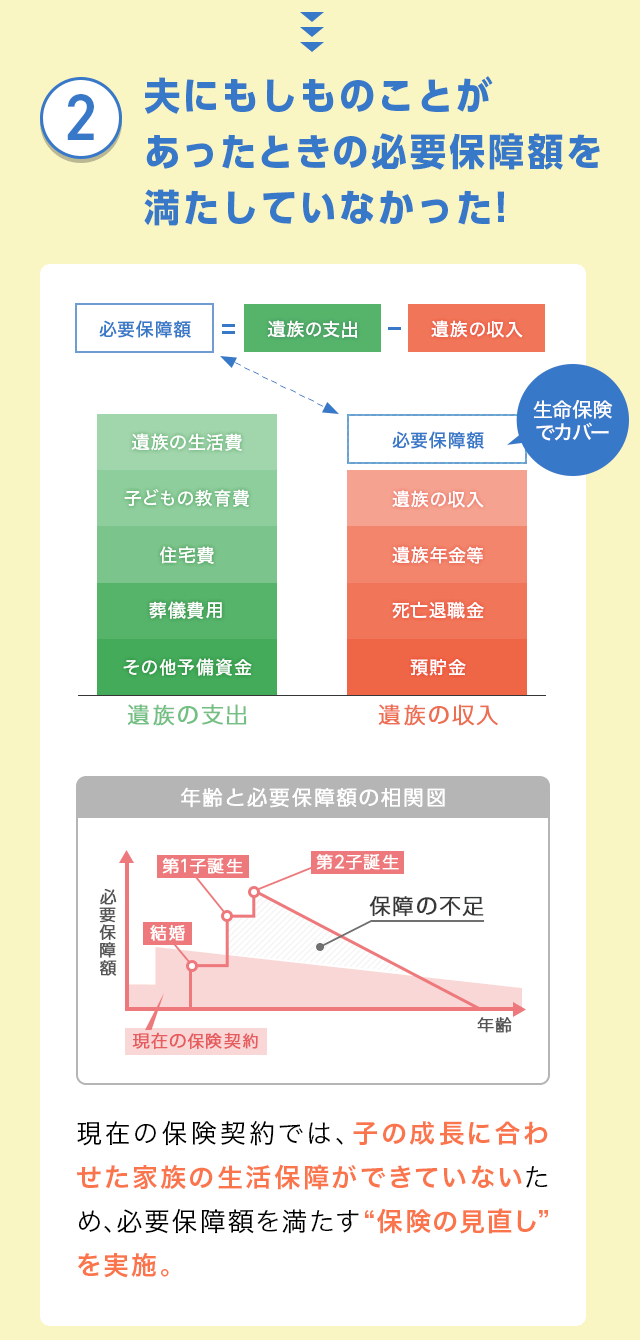 2
夫にもしものことが
あったときの必要保障額を
満たしていなかった!
必要保障額 = 遺族の支出 − 遺族の収入
生命保険
でカバー
遺族の生活費
子どもの教育費
住宅費
葬儀費用
その他予備資金
遺族の支出
必要保障額
遺族の収入
遺族年金等
死亡退職金
預貯金
遺族の収入
年齢と必要保障額の相関図
必要保障額
第1子誕生
第2子誕生
結婚
保障の不足
現在の保険契約
年齢
現在の保険契約では、子の成長に合わ
せた家族の生活保障ができていないた
め、必要保障額を満たす“保険の見直し”
を実施。